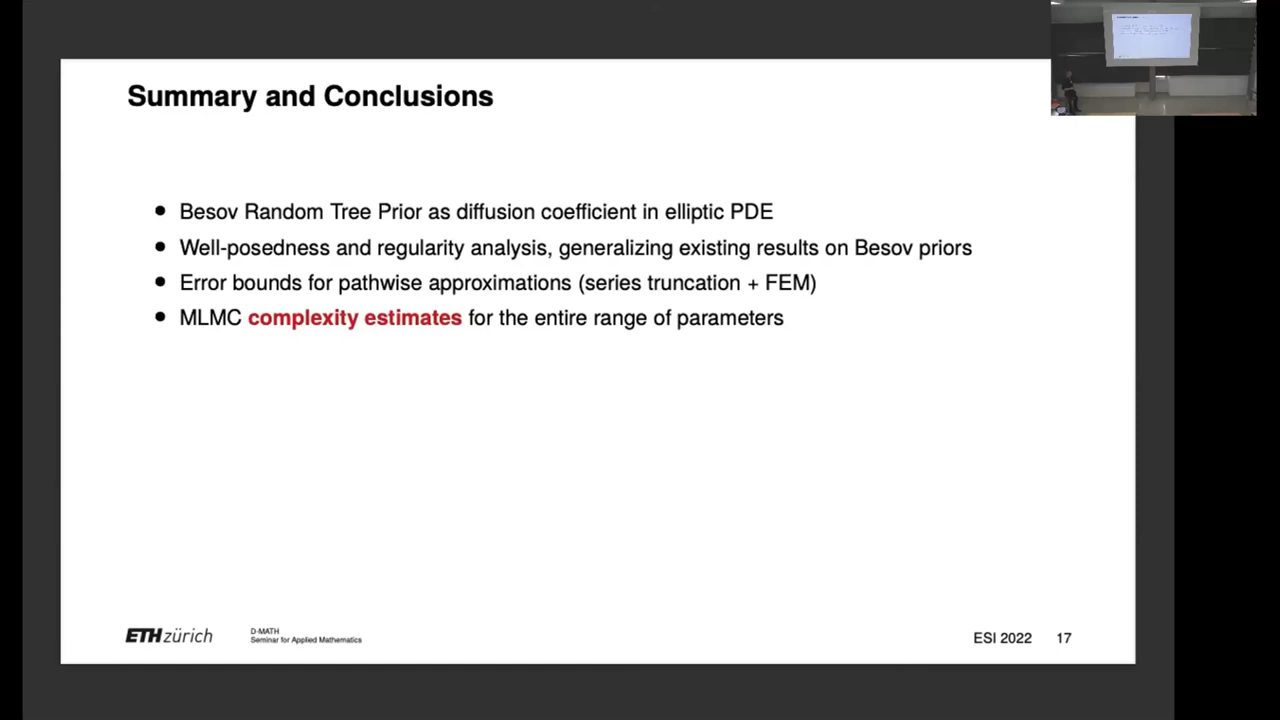 Summary and Conclusions
• Besov Random Tree Prior as diffusion coefficient in elliptic PDE
• Well-posedness and regularity analysis, generalizing existing results on Besov priors
• Error bounds for pathwise approximations (series truncation + FEM)
• MLMC complexity estimates for the entire range of parameters
ETH zürich
D-MATH
Seminar for Applied Mathematics
ESI 2022 17